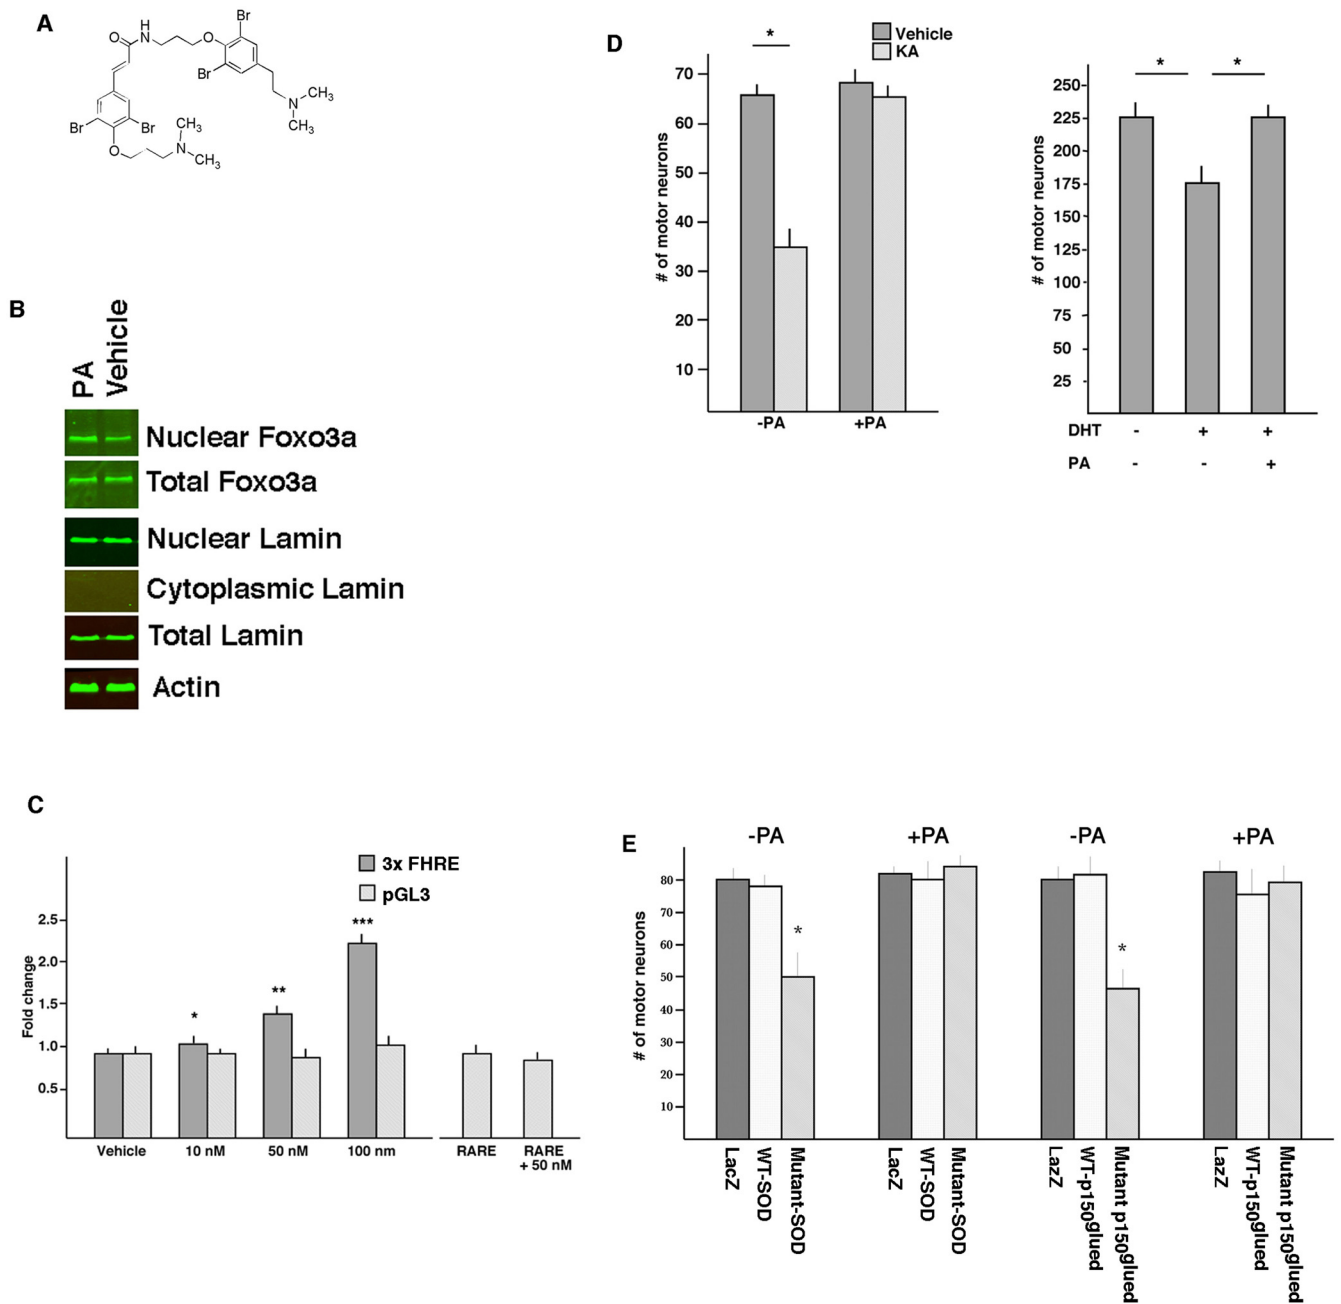 A
O
H
N
O
Br
Br
N
CH3
CH3
Br
Br
O
N
CH3
CH3
B
PA
Vehicle
Nuclear Foxo3a
Total Foxo3a
Nuclear Lamin
Cytoplasmic Lamin
Total Lamin
Actin
C
3x FHRE
pGL3
Fold change
2.5
2.0
1.5
1.0
0.5
*
**
***
Vehicle
10 nM
50 nM
100 nm
RARE
RARE
+ 50 nM
D
Vehicle
KA
*
# of motor neurons
70
60
50
40
30
20
10
-PA
+PA
* *
# of motor neurons
250
225
200
175
150
125
100
75
50
25
DHT - + +
PA - - +
E
-PA +PA -PA +PA
# of motor neurons
80
70
60
50
40
30
20
10
*
*
LacZ
WT-SOD
Mutant-SOD
LacZ
WT-SOD
Mutant-SOD
LazZ
WT-p150glued
Mutant p150glued
LazZ
WT-p150glued
Mutant p150glued